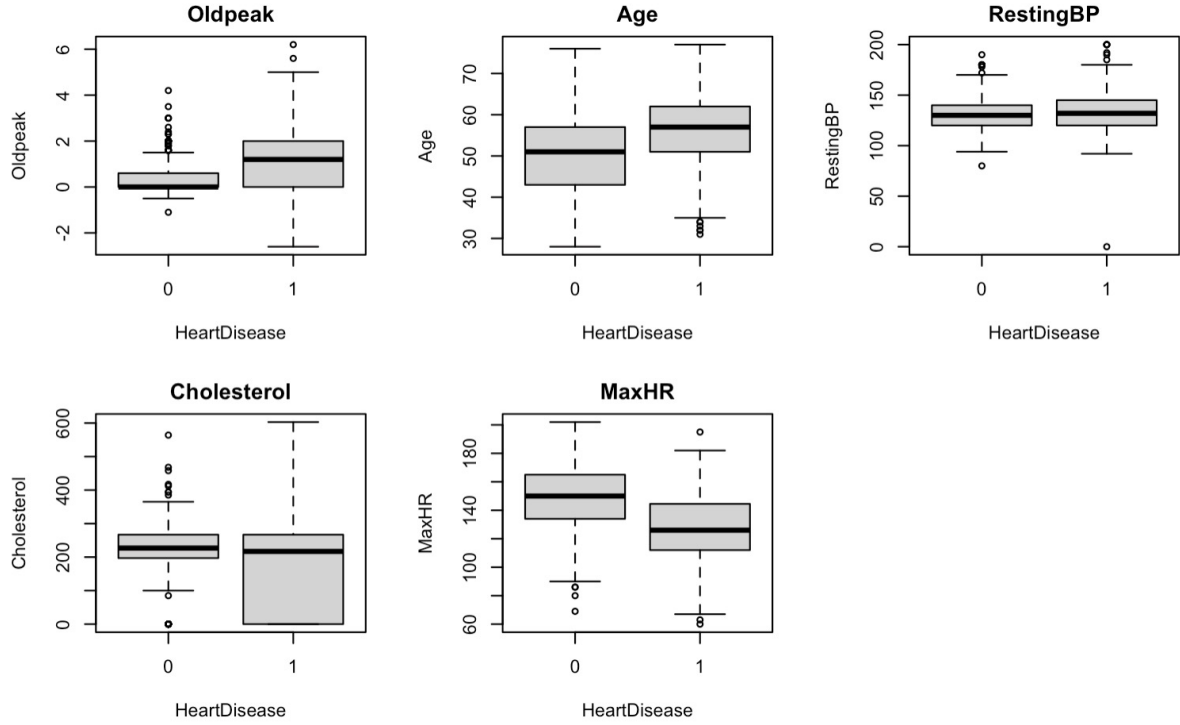 Oldpeak
Oldpeak
6
4
2
0
-2
0 1
HeartDisease
Age
Age
70
60
50
40
30
0 1
HeartDisease
RestingBP
RestingBP
200
150
100
50
0
0 1
HeartDisease
Cholesterol
Cholesterol
600
400
200
0
0 1
HeartDisease
MaxHR
MaxHR
180
140
100
60
0 1
HeartDisease